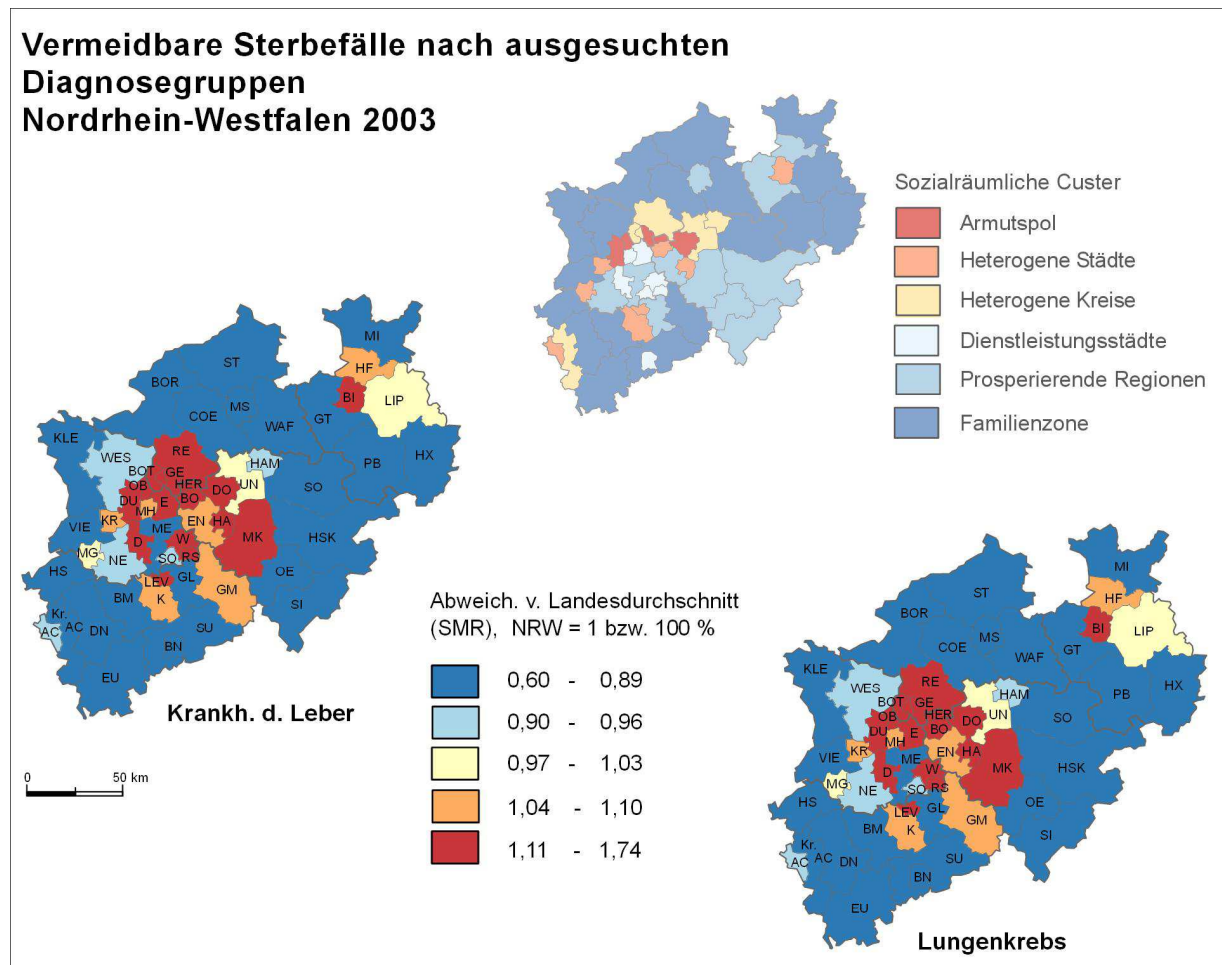 Vermeidbare Sterbefälle nach ausgesuchten
Diagnosegruppen
Nordrhein-Westfalen 2003
Sozialräumliche Custer
Armutspol
Heterogene Städte
Heterogene Kreise
Dienstleistungsstädte
Prosperierende Regionen
Familienzone
MI
ST
HF
BOR
BI
LIP
MS
COE
GT
WAF
KLE
RE
HX
WES
HAM
PB
BOT
GE
OB
HER
DO
UN
SO
DU
E
BO
MH
KR
EN
HA
VIE
ME
HSK
D
W
MK
MG
NE
SO
RS
HS
OE
LEV
GL
BM
K
GM
SI
Kr.
AC
DN
SU
AC
BN
EU
Krankh. d. Leber
0 50 km
Abweich. v. Landesdurchschnitt
(SMR), NRW = 1 bzw. 100 %
0,60 - 0,89
0,90 - 0,96
0,97 - 1,03
1,04 - 1,10
1,11 - 1,74
MI
ST
HF
BOR
BI
LIP
MS
COE
GT
WAF
KLE
RE
HX
WES
HAM
PB
BOT
GE
OB
HER
DO
UN
SO
DU
E
BO
MH
KR
EN
HA
VIE
ME
HSK
D
W
MK
MG
NE
SO
RS
HS
OE
LEV
GL
BM
K
GM
SI
Kr.
AC
DN
SU
AC
BN
EU
Lungenkrebs